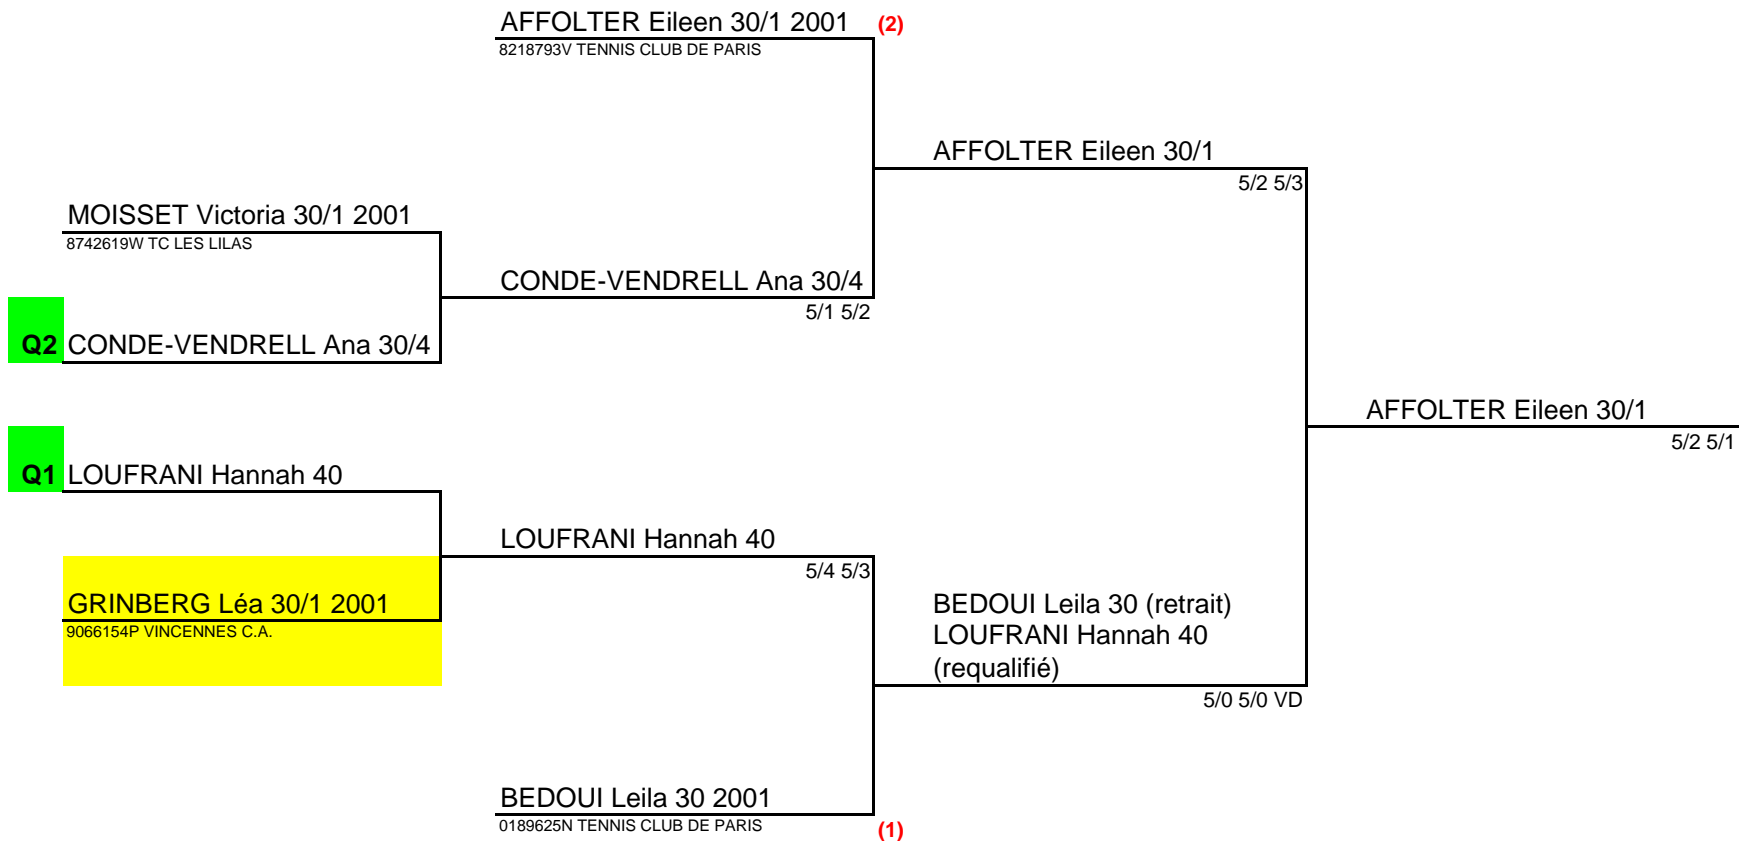 AFFOLTER Eileen 30/1 2001 (2)
8218793V TENNIS CLUB DE PARIS
AFFOLTER Eileen 30/1
5/2 5/3
MOISSET Victoria 30/1 2001
8742619W TC LES LILAS
CONDE-VENDRELL Ana 30/4
5/1 5/2
Q2 CONDE-VENDRELL Ana 30/4
AFFOLTER Eileen 30/1
5/2 5/1
Q1 LOUFRANI Hannah 40
LOUFRANI Hannah 40
5/4 5/3
GRINBERG Léa 30/1 2001
9066154P VINCENNES C.A.
BEDOUI Leila 30 (retrait)
LOUFRANI Hannah 40
(requalifié)
5/0 5/0 VD
BEDOUI Leila 30 2001
0189625N TENNIS CLUB DE PARIS (1)